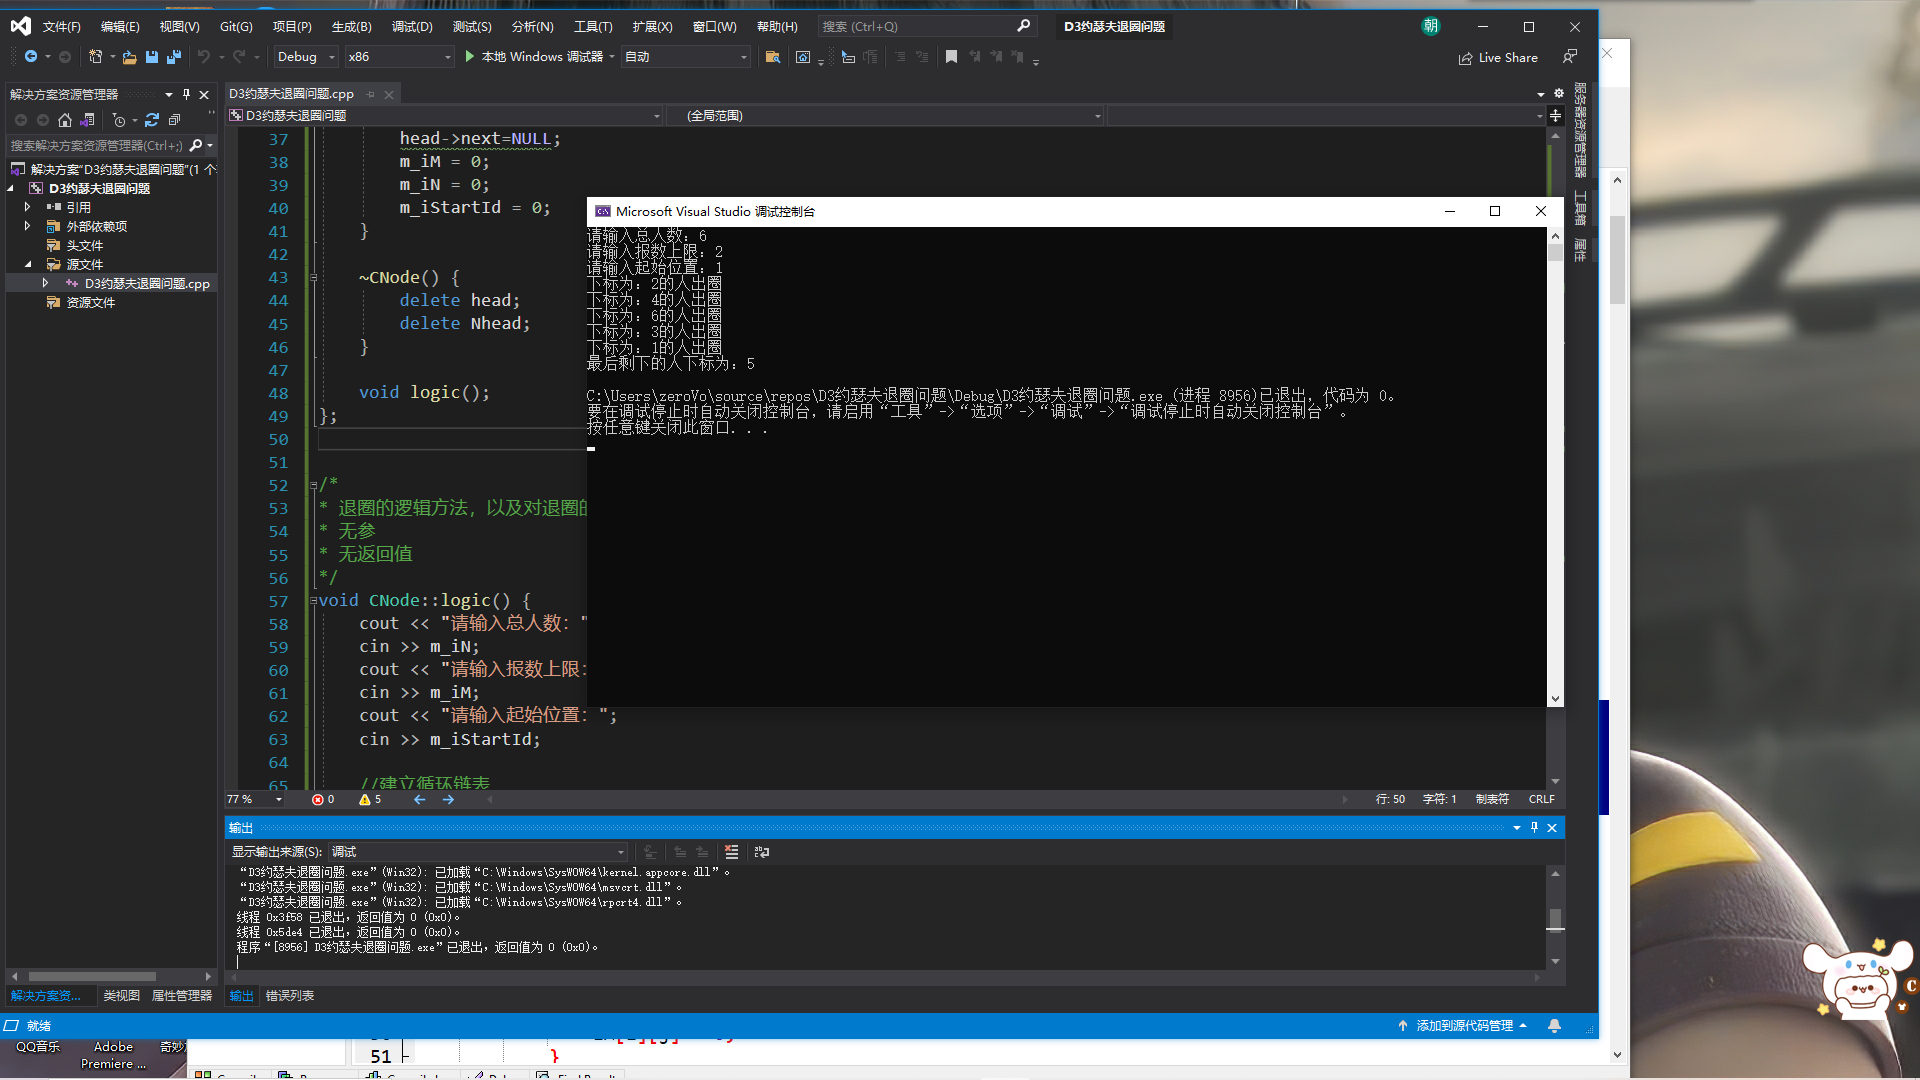 文件(F) 编辑(E) 视图(V) Git(G) 项目(P) 生成(B) 调试(D) 测试(S) 分析(N) 工具(T) 扩展(X) 窗口(W) 帮助(H) 搜索 (Ctrl+Q) D3约瑟夫退圈问题 朝
Debug x86 本地 Windows 调试器 自动 Live Share
解决方案资源管理器
搜索解决方案资源管理器(Ctrl+;)
解决方案"D3约瑟夫退圈问题"(1 个
D3约瑟夫退圈问题
引用
外部依赖项
头文件
源文件
D3约瑟夫退圈问题.cpp
资源文件
解决方案资... 类视图 属性管理器
D3约瑟夫退圈问题.cpp
D3约瑟夫退圈问题 (全局范围)
37 head->next=NULL;
38 m_iM = 0;
39 m_iN = 0;
40 m_iStartId = 0;
41 }
42
43 ~CNode() {
44 delete head;
45 delete Nhead;
46 }
47
48 void logic();
49 };
50
51
52 /*
53 * 退圈的逻辑方法，以及对退圈的
54 * 无参
55 * 无返回值
56 */
57 void CNode::logic() {
58 cout << "请输入总人数："
59 cin >> m_iN;
60 cout << "请输入报数上限：
61 cin >> m_iM;
62 cout << "请输入起始位置：";
63 cin >> m_iStartId;
64
65 //建立循环链表
77 % 0 5 行: 50 字符: 1 制表符 CRLF
Microsoft Visual Studio 调试控制台
请输入总人数：6
请输入报数上限：2
请输入起始位置：1
下标为：2的人出圈
下标为：4的人出圈
下标为：6的人出圈
下标为：3的人出圈
下标为：1的人出圈
最后剩下的人下标为：5
C:\Users\zeroVo\source\repos\D3约瑟夫退圈问题\Debug\D3约瑟夫退圈问题.exe (进程 8956)已退出，代码为 0。
要在调试停止时自动关闭控制台，请启用“工具”->“选项”->“调试”->“调试停止时自动关闭控制台”。
按任意键关闭此窗口. . .
服务器资源管理器
工具箱
属性
输出
显示输出来源(S): 调试
“D3约瑟夫退圈问题.exe”(Win32): 已加载“C:\Windows\SysWOW64\kernel.appcore.dll”。
“D3约瑟夫退圈问题.exe”(Win32): 已加载“C:\Windows\SysWOW64\msvcrt.dll”。
“D3约瑟夫退圈问题.exe”(Win32): 已加载“C:\Windows\SysWOW64\rpcrt4.dll”。
线程 0x3f58 已退出，返回值为 0 (0x0)。
线程 0x5de4 已退出，返回值为 0 (0x0)。
程序“[8956] D3约瑟夫退圈问题.exe”已退出，返回值为 0 (0x0)。
输出 错误列表
就绪 添加到源代码管理
QQ音乐 Adobe Premiere ... 奇妙
51 }